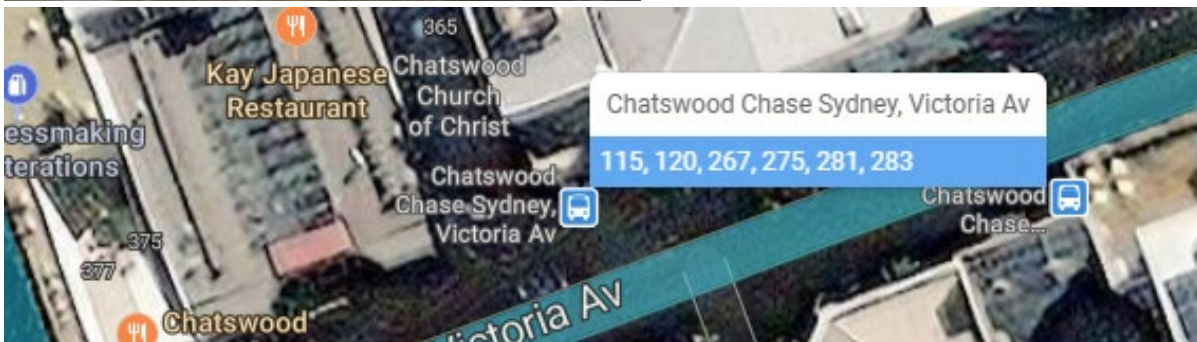 365
Kay Japanese
Restaurant
Chatswood
Church
of Christ
Chatswood Chase Sydney, Victoria Av
115, 120, 267, 275, 281, 283
essmaking
terations
Chatswood
Chase Sydney,
Victoria Av
Chatswood
Chase...
375
377
Chatswood
ictoria Av